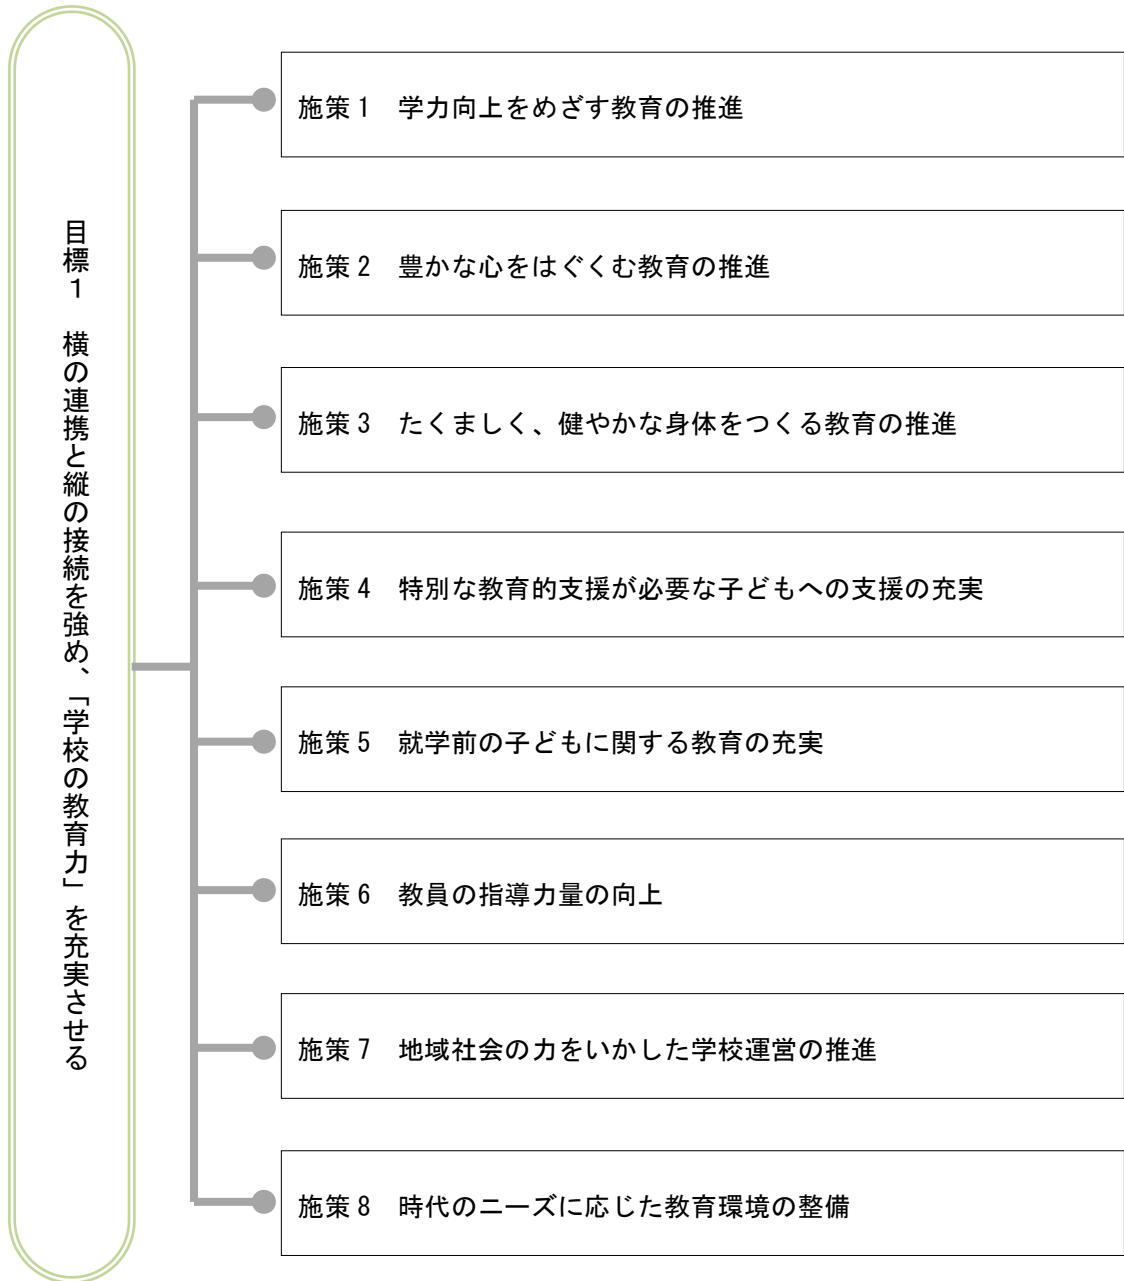 目標１　横の連携と縦の接続を強め、「学校の教育力」を充実させる
施策１　学力向上をめざす教育の推進
施策２　豊かな心をはぐくむ教育の推進
施策３　たくましく、健やかな身体をつくる教育の推進
施策４　特別な教育的支援が必要な子どもへの支援の充実
施策５　就学前の子どもに関する教育の充実
施策６　教員の指導力量の向上
施策７　地域社会の力をいかした学校運営の推進
施策８　時代のニーズに応じた教育環境の整備